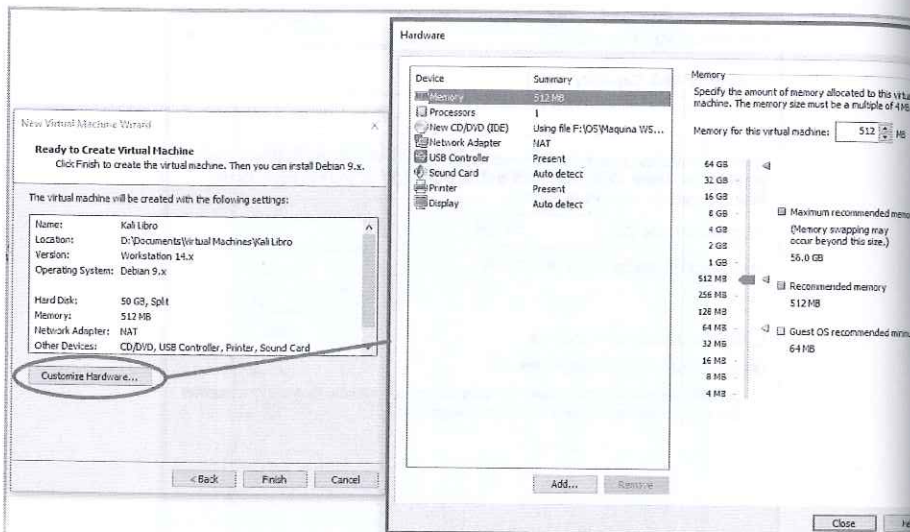 New Virtual Machine Wizard
Ready to Create Virtual Machine
Click Finish to create the virtual machine. Then you can install Debian 9.x.
The virtual machine will be created with the following settings:
Name: Kali Libro
Location: D:\Documents\Virtual Machines\Kali Libro
Version: Workstation 14.x
Operating System: Debian 9.x
Hard Disk: 50 GB, Split
Memory: 512 MB
Network Adapter: NAT
Other Devices: CD/DVD, USB Controller, Printer, Sound Card
Customize Hardware...
< Back Finish Cancel
Hardware
Device Summary
Memory 512 MB
Processors 1
New CD/DVD (IDE) Using file F:\OS\Maquina WS...
Network Adapter NAT
USB Controller Present
Sound Card Auto detect
Printer Present
Display Auto detect
Add... Remove
Memory
Specify the amount of memory allocated to this
machine. The memory size must be a multiple of 4
Memory for this virtual machine: 512 MB
64 GB
32 GB
16 GB
8 GB
4 GB
2 GB
1 GB
512 MB
256 MB
128 MB
64 MB
32 MB
16 MB
8 MB
4 MB
Maximum recommended
(Memory swapping may
occur beyond this size.)
56.0 GB
Recommended memory
512 MB
Guest OS recommended
64 MB
Close